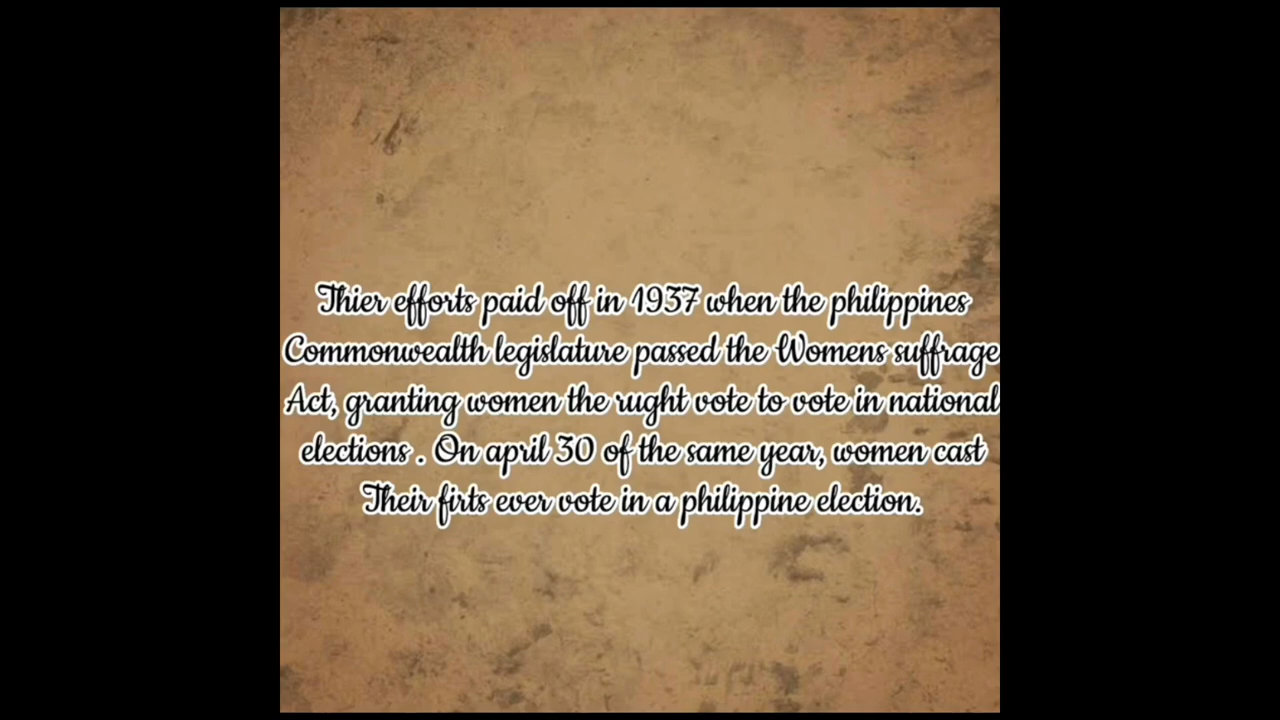 Thier efforts paid off in 1937 when the philippines
Commonwealth legislature passed the Womens suffrage
Act, granting women the rught vote to vote in national
elections . On april 30 of the same year, women cast
Their firts ever vote in a philippine election.